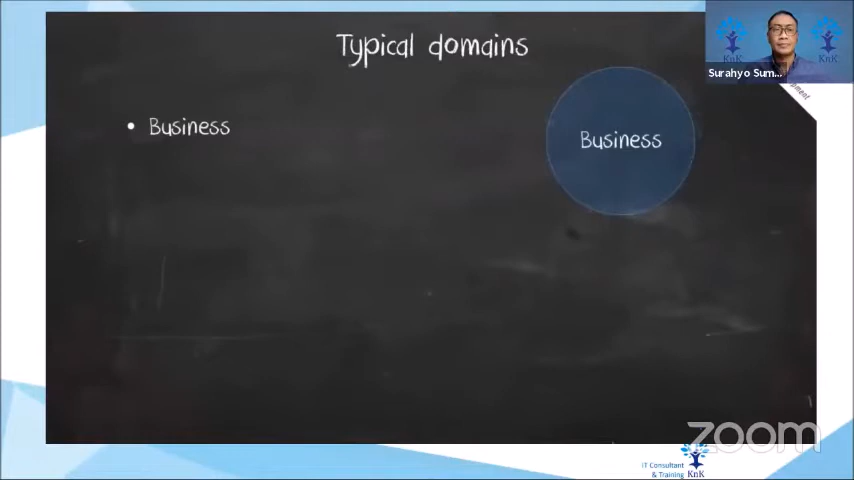 Typical domains
KnK
KnK
Surahyo Sum...
• Business
Business
zoom
IT Consultant
& Training
KnK